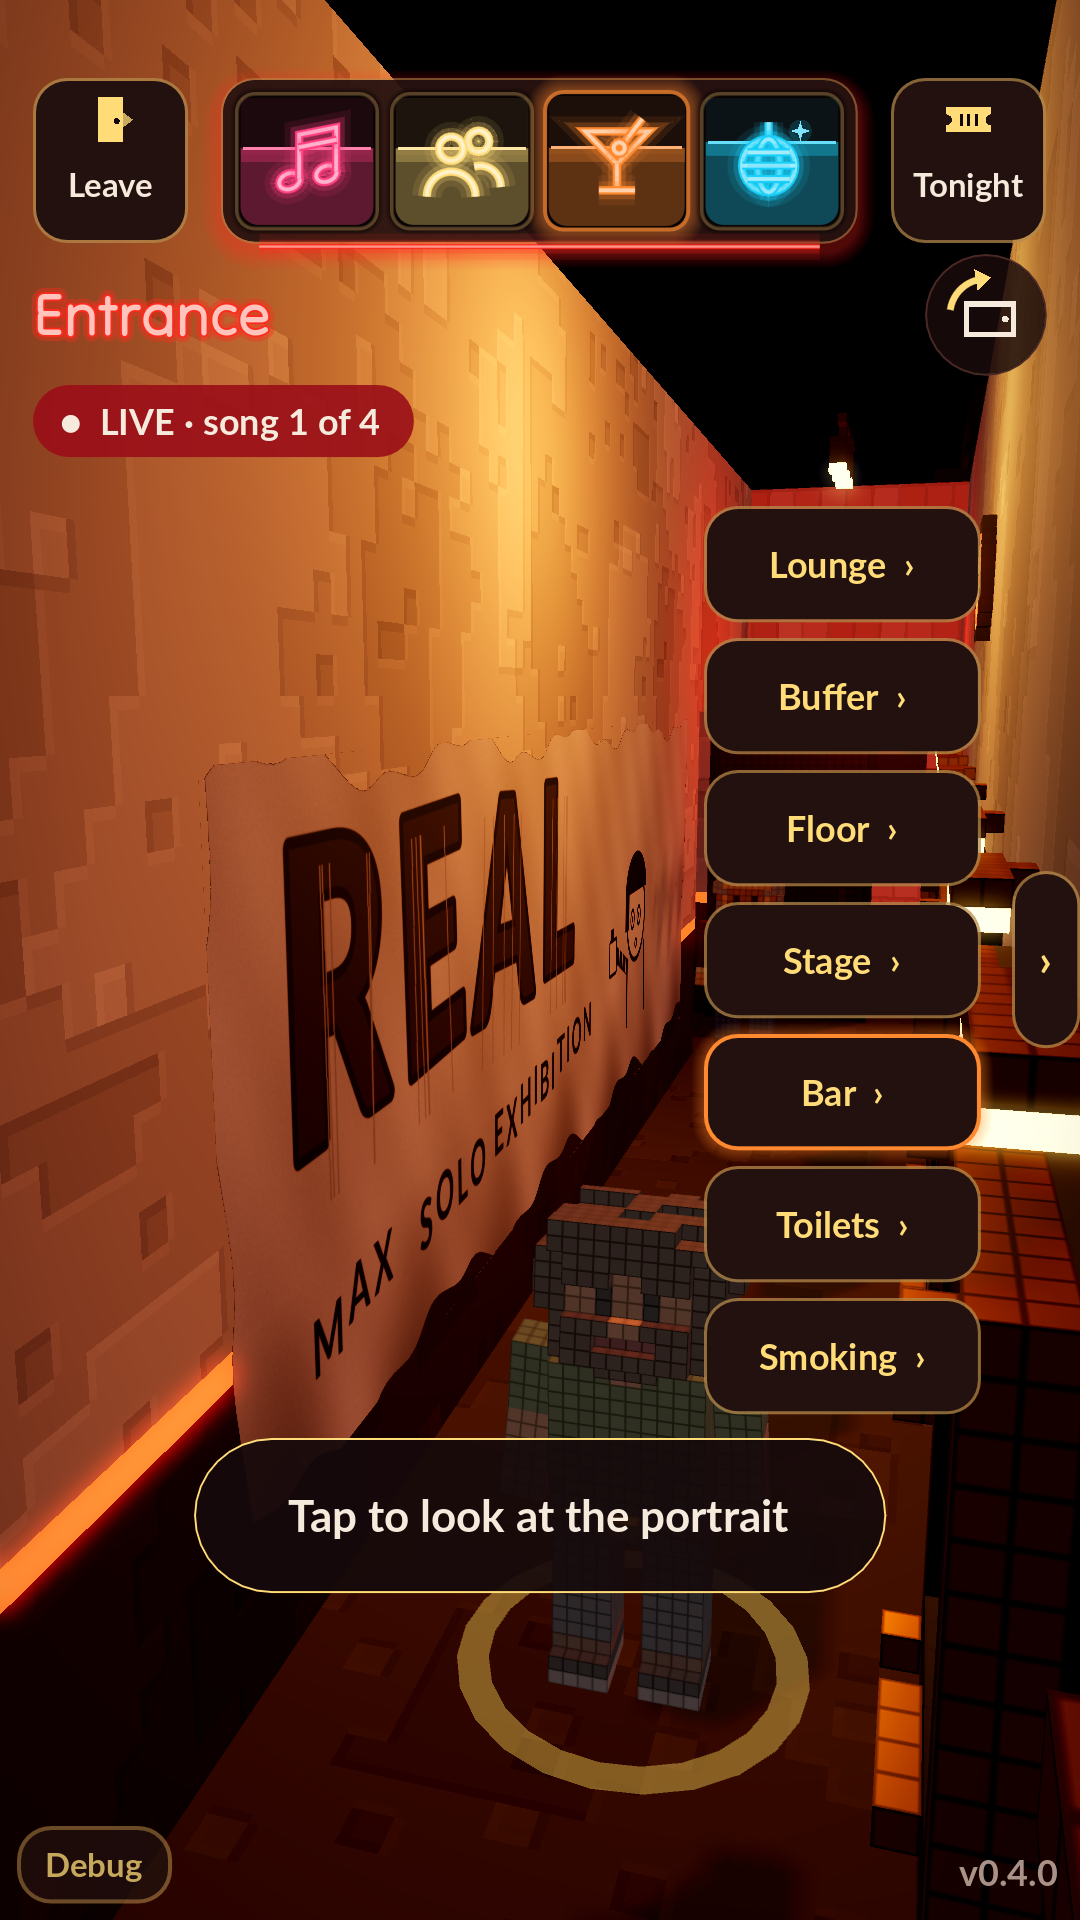 Leave
Tonight
Entrance
LIVE · song 1 of 4
Lounge ›
Buffer ›
Floor ›
Stage ›
Bar ›
Toilets ›
Smoking ›
›
REAL
MAX SOLO EXHIBITION
Tap to look at the portrait
Debug
v0.4.0